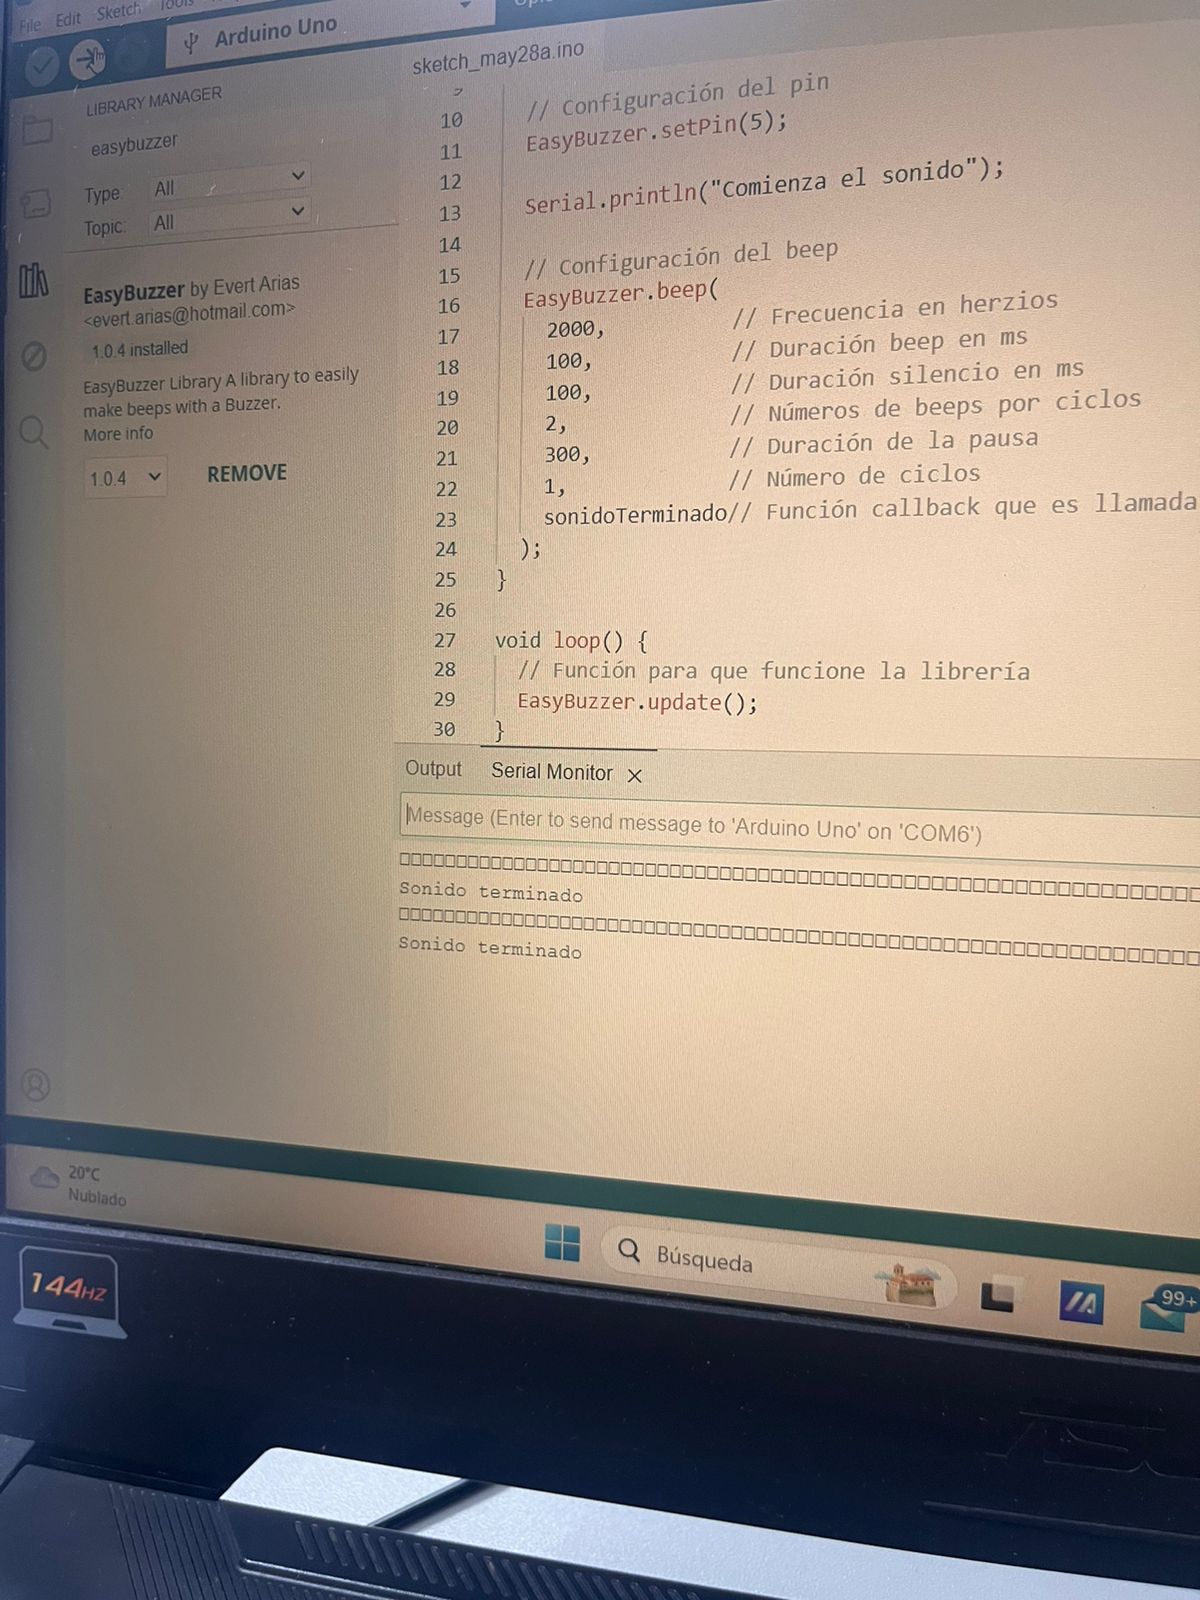 File Edit Sketch Tools
Arduino Uno
sketch_may28a.ino
LIBRARY MANAGER
easybuzzer
Type: All
Topic: All
EasyBuzzer by Evert Arias
<evert.arias@hotmail.com>
1.0.4 installed
EasyBuzzer Library A library to easily
make beeps with a Buzzer.
More info
1.0.4 REMOVE
10 // Configuración del pin
11 EasyBuzzer.setPin(5);
12
13 Serial.println("Comienza el sonido");
14
15 // Configuración del beep
16 EasyBuzzer.beep(
17 2000, // Frecuencia en herzios
18 100, // Duración beep en ms
19 100, // Duración silencio en ms
20 2, // Números de beeps por ciclos
21 300, // Duración de la pausa
22 1, // Número de ciclos
23 sonidoTerminado// Función callback que es llamada
24 );
25 }
26
27 void loop() {
28 // Función para que funcione la librería
29 EasyBuzzer.update();
30 }
Output Serial Monitor
Message (Enter to send message to 'Arduino Uno' on 'COM6')
Sonido terminado
Sonido terminado
20°C
Nublado
Búsqueda
99+
144HZ